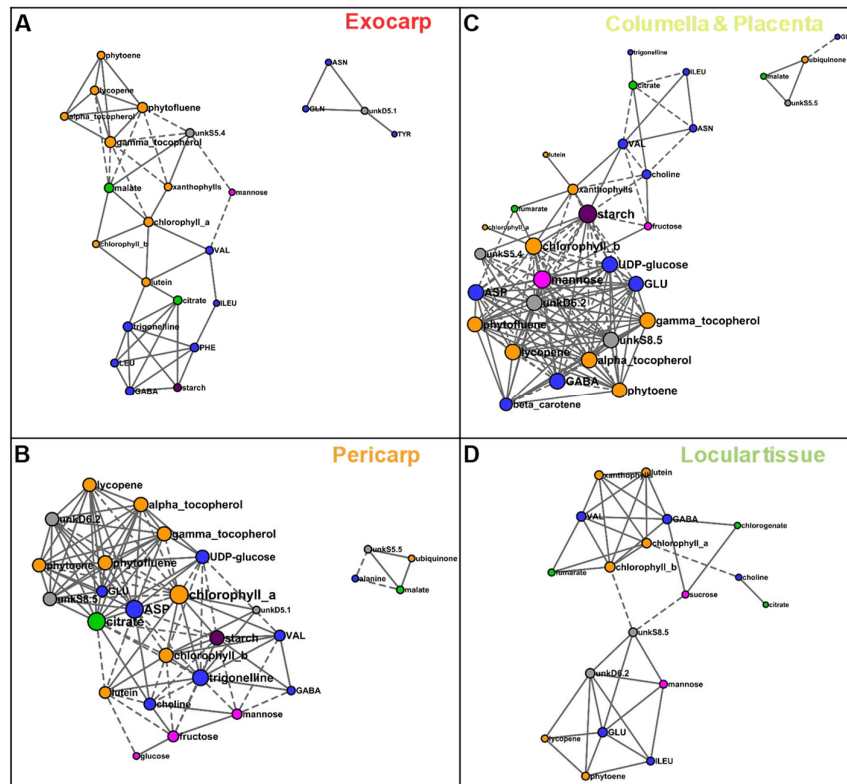 A
Exocarp
phytoene
lycopene
phytofluene
alpha_tocopherol
unkS5.4
gamma_tocopherol
malate
xanthophylls
mannose
chlorophyll_a
chlorophyll_b
VAL
lutein
citrate
ILEU
trigonelline
PHE
LEU
GABA
starch
ASN
GLN
unkD5.1
TYR
C
Columella & Placenta
trigonelline
ILEU
citrate
ASN
VAL
lutein
choline
xanthophylls
fumarate
starch
chlorophyll_a
fructose
chlorophyll_b
unkS5.4
UDP-glucose
mannose
GLU
ASP
unkD6.2
phytofluene
gamma_tocopherol
unkS8.5
lycopene
alpha_tocopherol
GABA
phytoene
beta_carotene
ubiquinone
malate
unkS5.5
B
Pericarp
lycopene
alpha_tocopherol
unkD6.2
gamma_tocopherol
UDP-glucose
phytoene
phytofluene
GLU
unkS8.5
chlorophyll_a
ASP
unkD5.1
citrate
starch
VAL
chlorophyll_b
trigonelline
GABA
lutein
choline
mannose
fructose
glucose
unkS5.5
ubiquinone
alanine
malate
D
Locular tissue
xanthophylls
lutein
VAL
GABA
chlorogenate
chlorophyll_a
fumarate
chlorophyll_b
choline
sucrose
citrate
unkS8.5
unkD6.2
mannose
lycopene
GLU
ILEU
phytoene